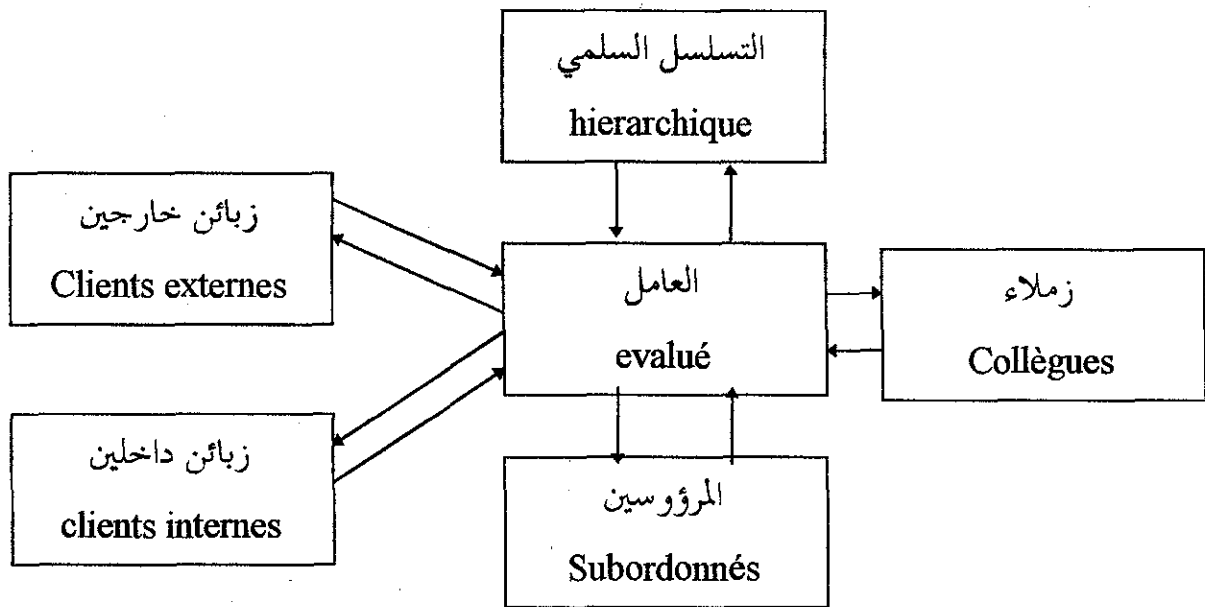 التسلسل السلمي
hierarchique
زبائن خارجين
Clients externes
العامل
evalué
زملاء
Collègues
زبائن داخلين
clients internes
المرؤوسين
Subordonnés